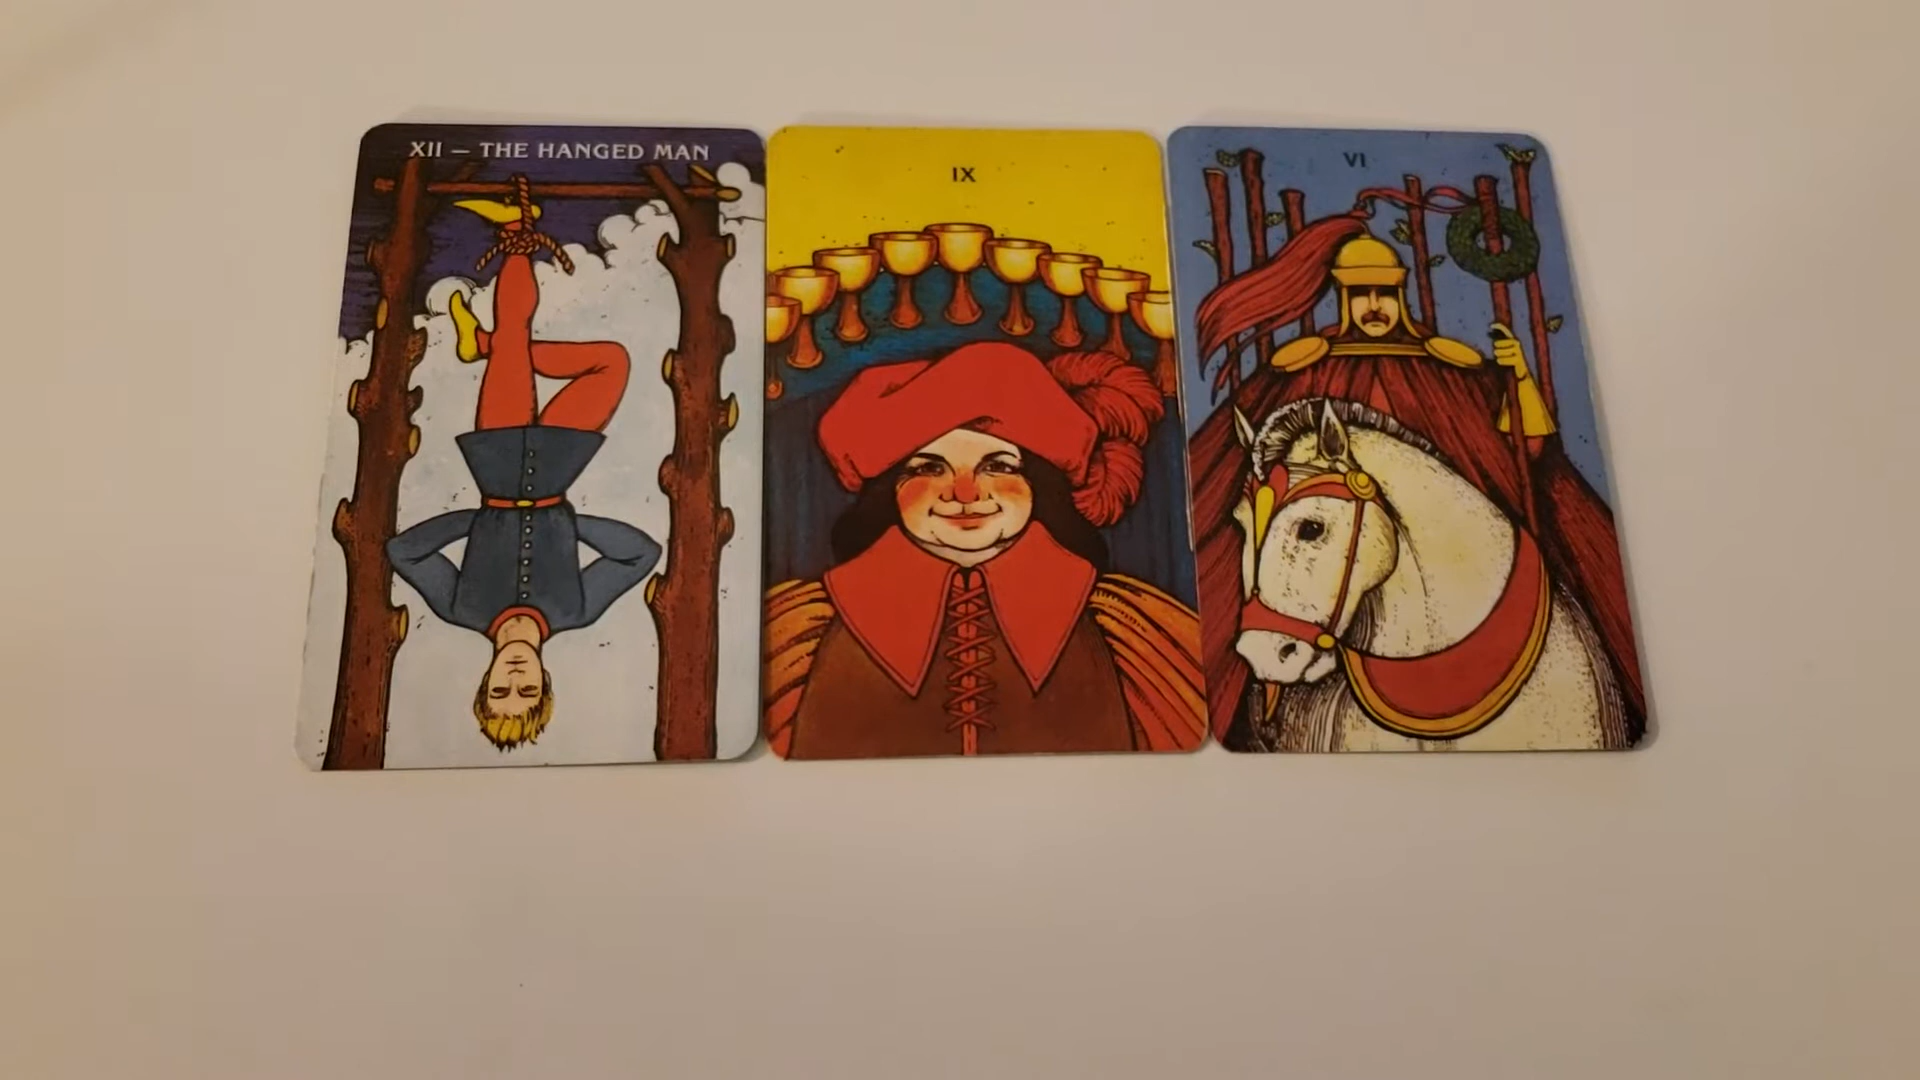 XII — THE HANGED MAN
IX
VI